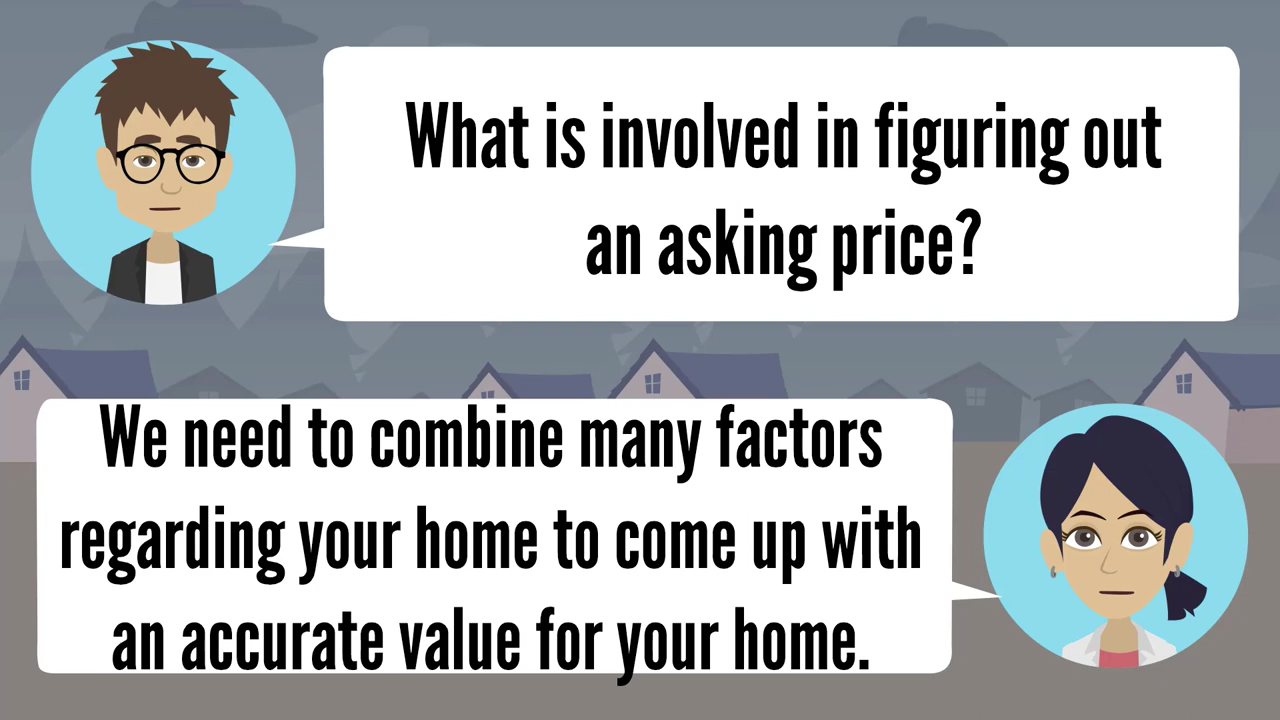 What is involved in figuring out
an asking price?
We need to combine many factors
regarding your home to come up with
an accurate value for your home.